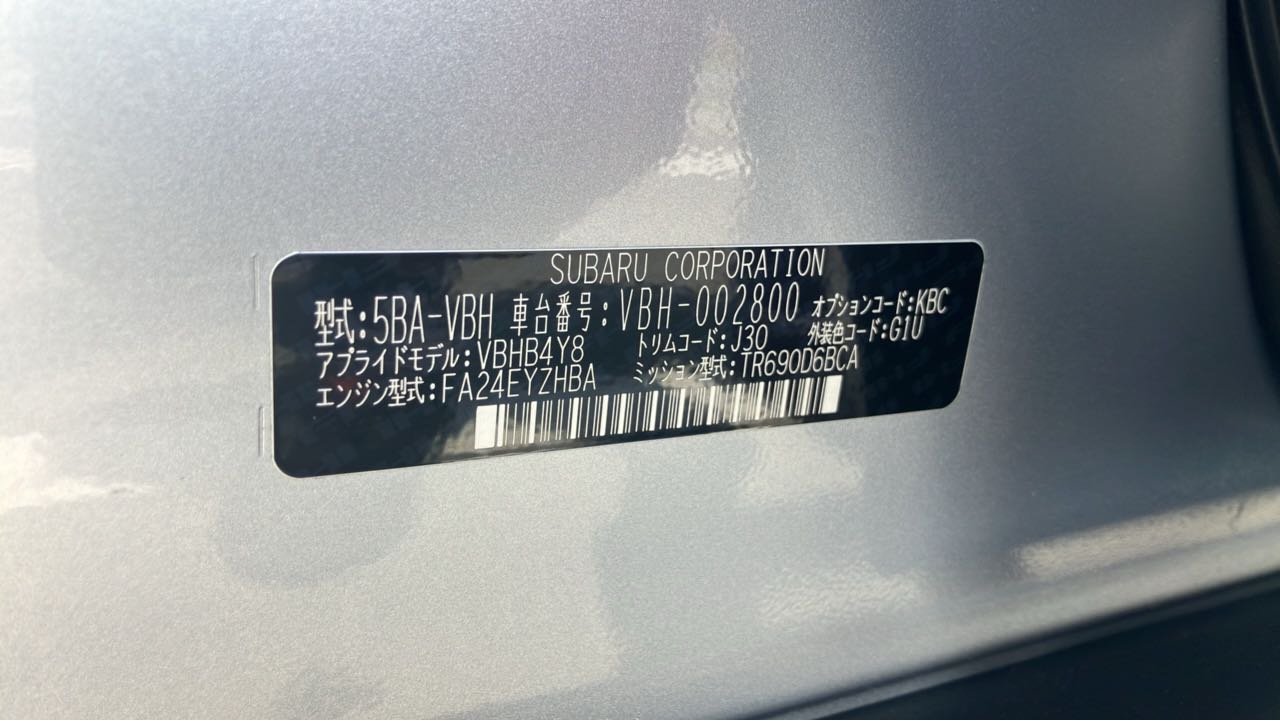 SUBARU CORPORATION
型式:5BA-VBH 車台番号:VBH-002800 オプションコード:KBC
アプライドモデル:VBHB4Y8 トリムコード:J30 外装色コード:G1U
エンジン型式:FA24EYZHBA ミッション型式:TR690D6BCA